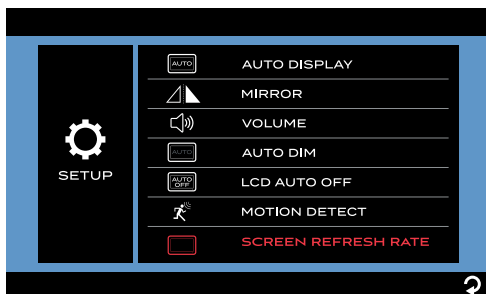 SETUP
AUTO AUTO DISPLAY
MIRROR
VOLUME
AUTO AUTO DIM
AUTO OFF LCD AUTO OFF
MOTION DETECT
SCREEN REFRESH RATE